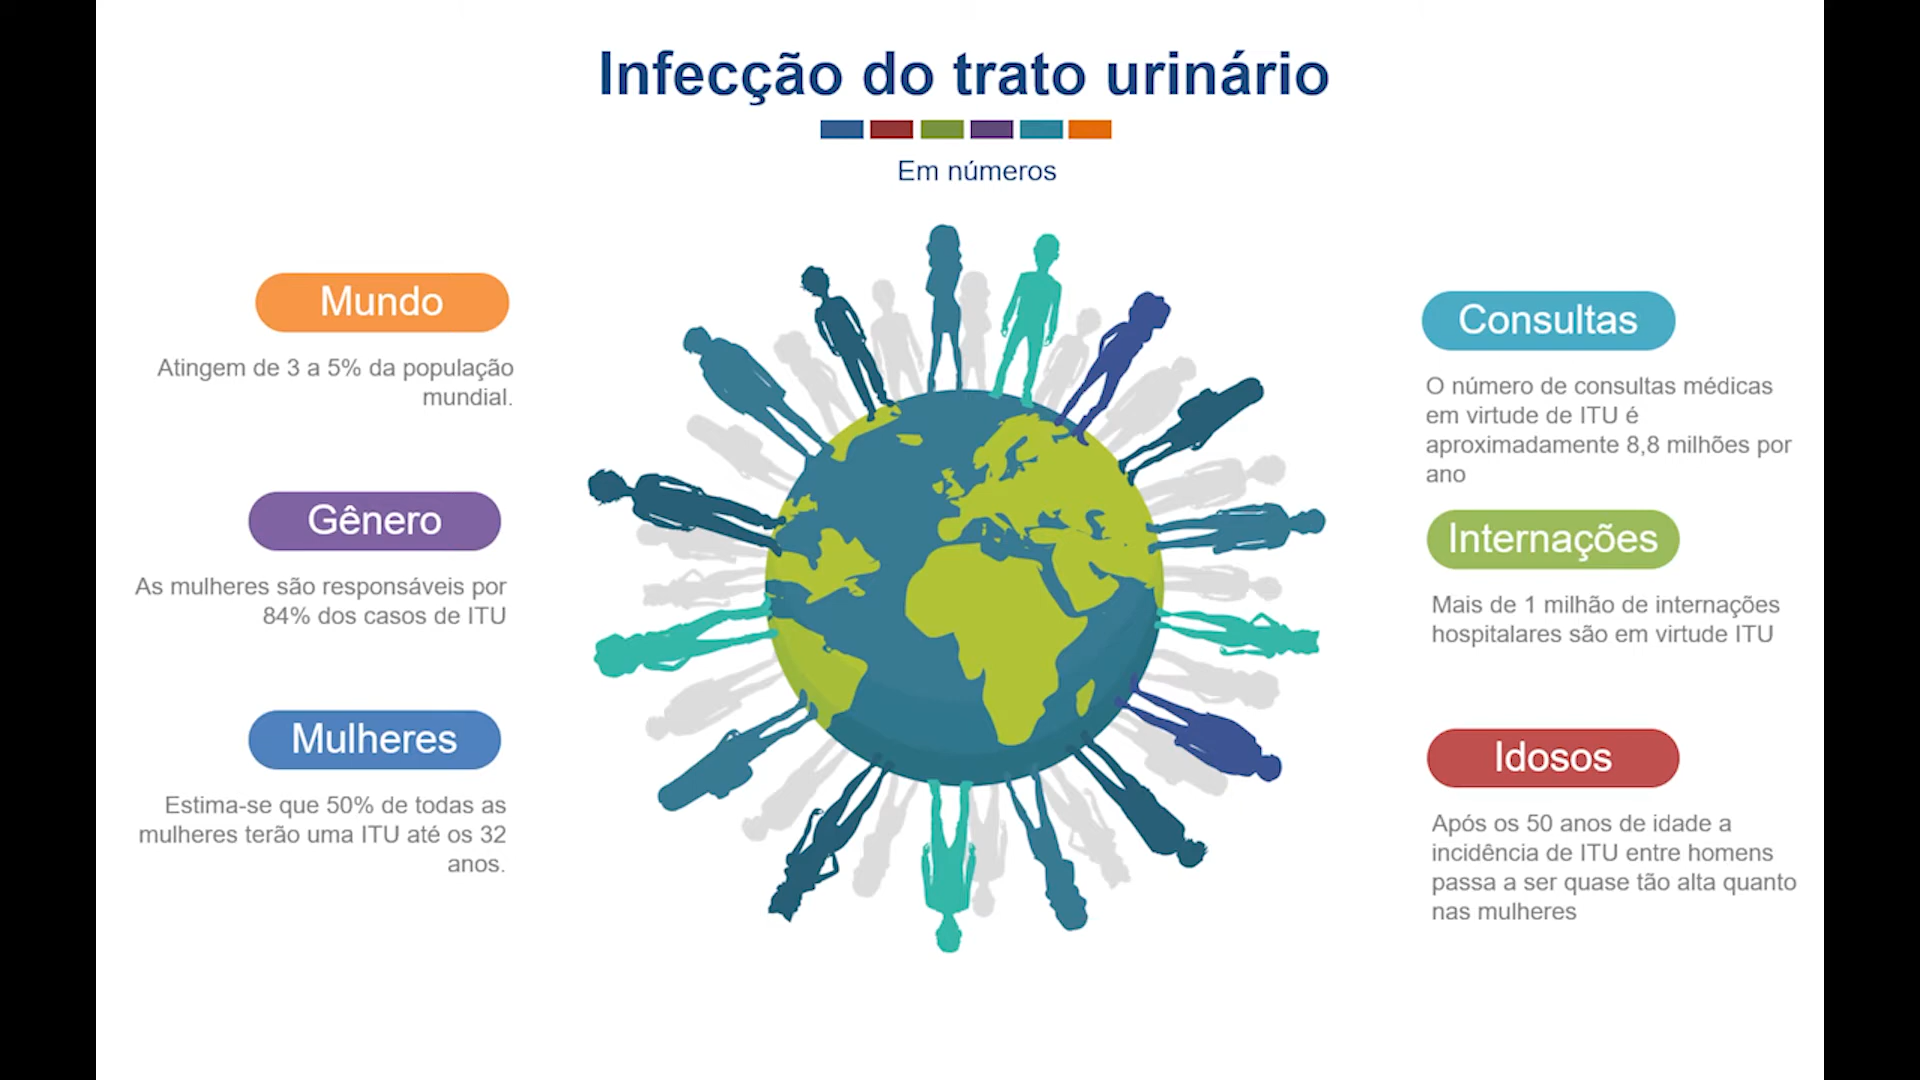 Infecção do trato urinário
Em números
Mundo
Atingem de 3 a 5% da população
mundial.
Gênero
As mulheres são responsáveis por
84% dos casos de ITU
Mulheres
Estima-se que 50% de todas as
mulheres terão uma ITU até os 32
anos.
Consultas
O número de consultas médicas
em virtude de ITU é
aproximadamente 8,8 milhões por
ano
Internações
Mais de 1 milhão de internações
hospitalares são em virtude ITU
Idosos
Após os 50 anos de idade a
incidência de ITU entre homens
passa a ser quase tão alta quanto
nas mulheres